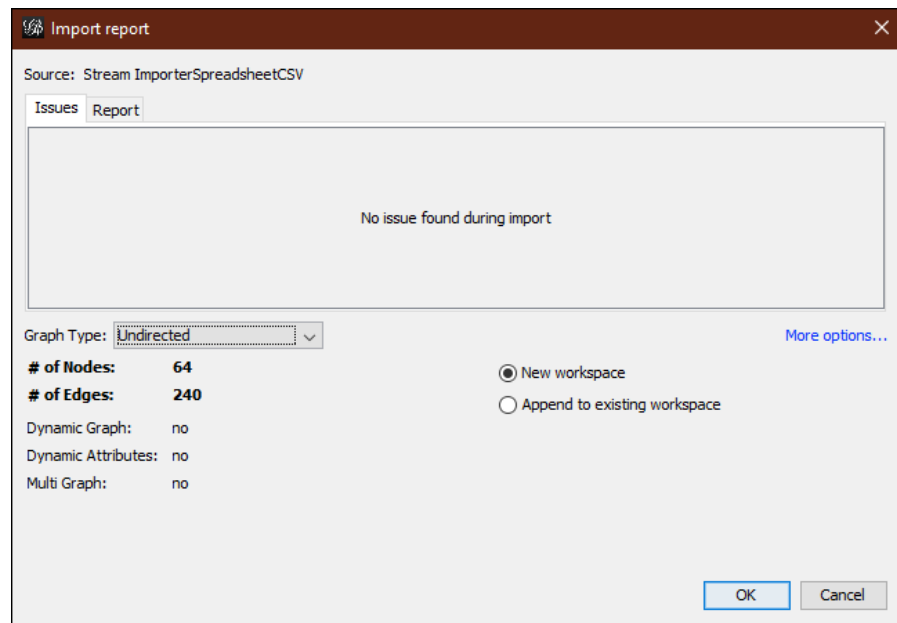 Import report
Source: Stream ImporterSpreadsheetCSV
Issues Report
No issue found during import
Graph Type: Undirected
More options...
# of Nodes: 64
# of Edges: 240
Dynamic Graph: no
Dynamic Attributes: no
Multi Graph: no
New workspace
Append to existing workspace
OK Cancel